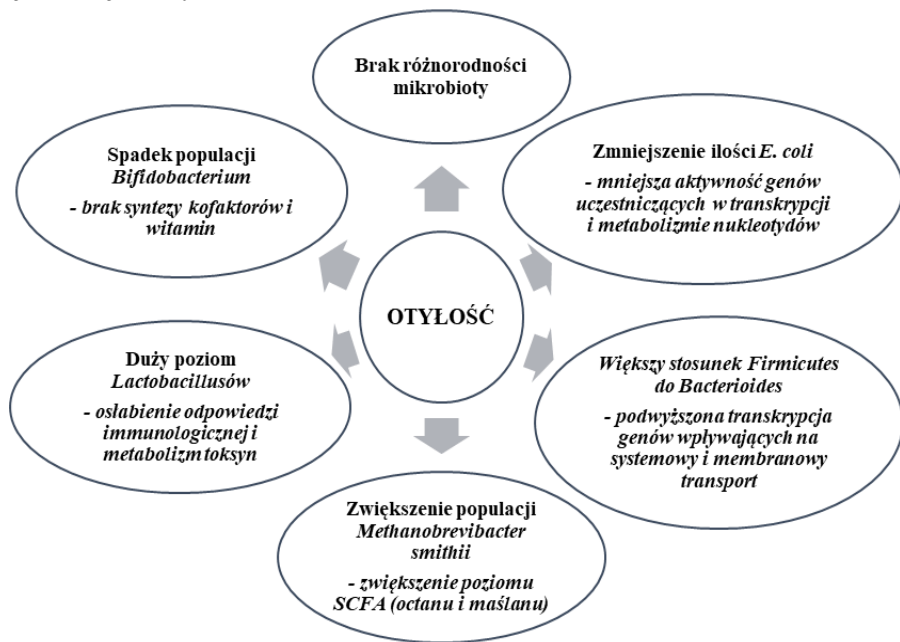 Brak różnorodności
mikrobioty
Zmniejszenie ilości E. coli
- mniejsza aktywność genów
uczestniczących w transkrypcji
i metabolizmie nukleotydów
Większy stosunek Firmicutes
do Bacterioides
- podwyższona transkrypcja
genów wpływających na
systemowy i membranowy
transport
Zwiększenie populacji
Methanobrevibacter
smithii
- zwiększenie poziomu
SCFA (octanu i maślanu)
Duży poziom
Lactobacillusów
- osłabienie odpowiedzi
immunologicznej i
metabolizm toksyn
Spadek populacji
Bifidobacterium
- brak syntezy kofaktorów i
witamin
OTYŁOŚĆ